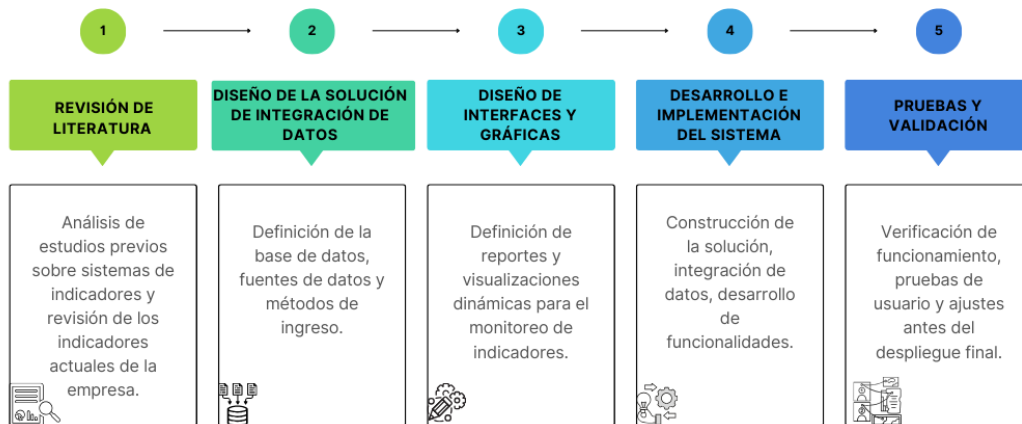 1
2
3
4
5
REVISIÓN DE
LITERATURA
DISEÑO DE LA SOLUCIÓN
DE INTEGRACIÓN DE
DATOS
DISEÑO DE
INTERFACES Y
GRÁFICAS
DESARROLLO E
IMPLEMENTACIÓN
DEL SISTEMA
PRUEBAS Y
VALIDACIÓN
Análisis de
estudios previos
sobre sistemas de
indicadores y
revisión de los
indicadores
actuales de la
empresa.
Definición de la
base de datos,
fuentes de datos y
métodos de
ingreso.
Definición de
reportes y
visualizaciones
dinámicas para el
monitoreo de
indicadores.
Construcción de
la solución,
integración de
datos, desarrollo
de
funcionalidades.
Verificación de
funcionamiento,
pruebas de
usuario y ajustes
antes del
despliegue final.